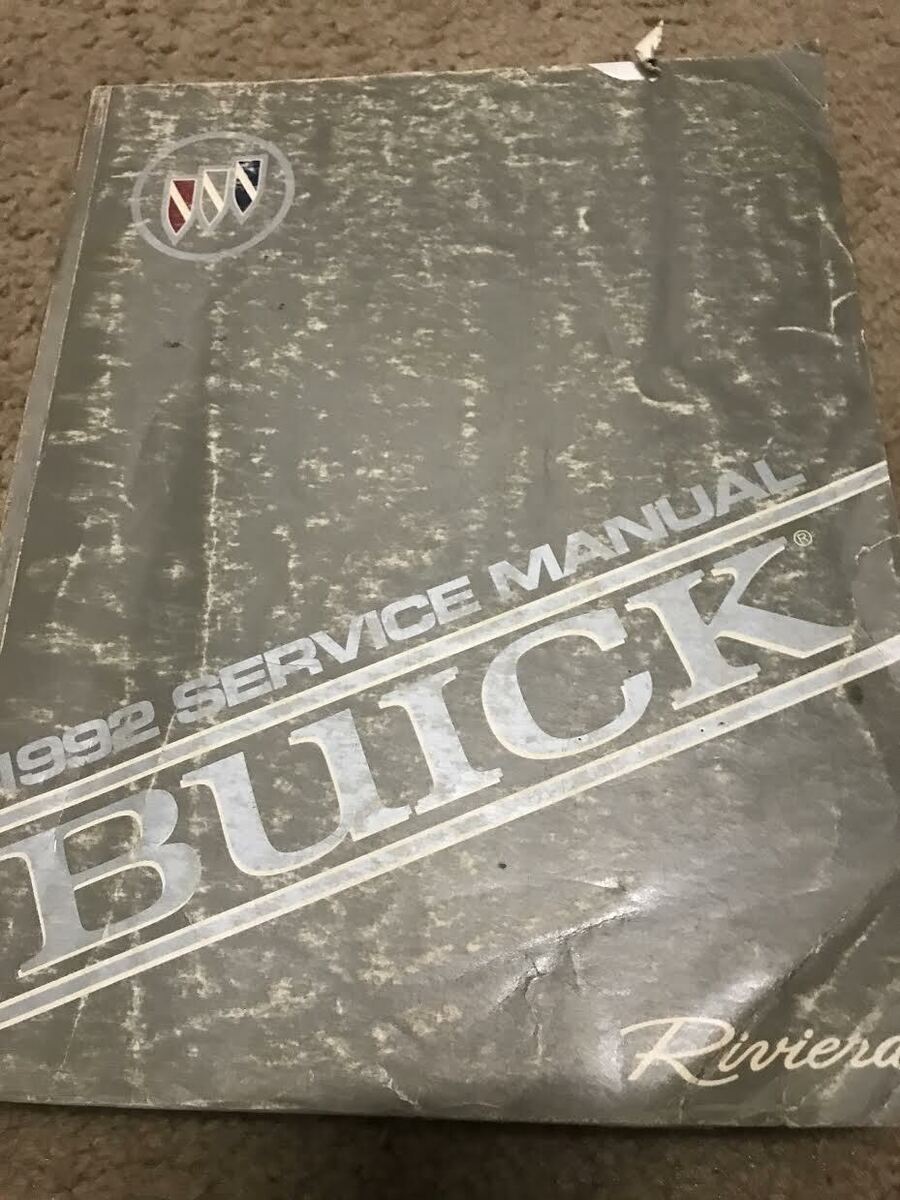 1992 SERVICE MANUAL
BUICK®
Riviera